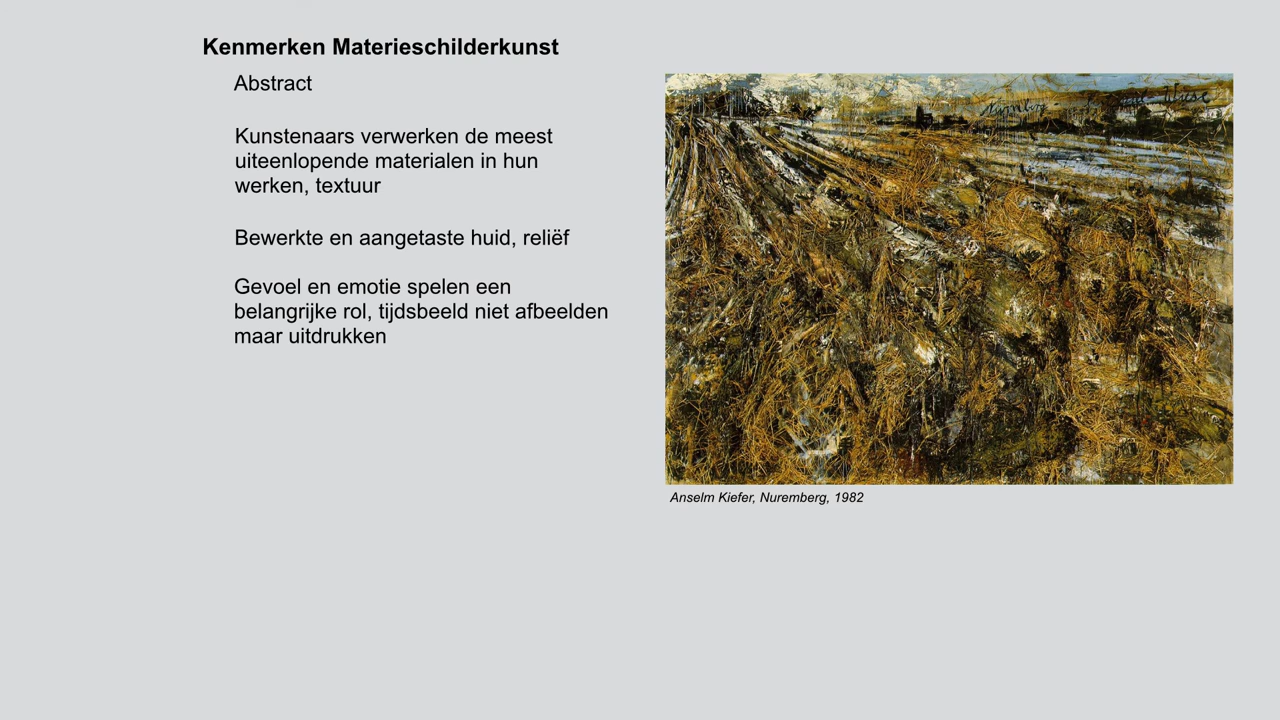 Kenmerken Materieschilderkunst
Abstract
Kunstenaars verwerken de meest
uiteenlopende materialen in hun
werken, textuur
Bewerkte en aangetaste huid, reliëf
Gevoel en emotie spelen een
belangrijke rol, tijdsbeeld niet afbeelden
maar uitdrukken
Nürnberg
Anselm Kiefer, Nuremberg, 1982